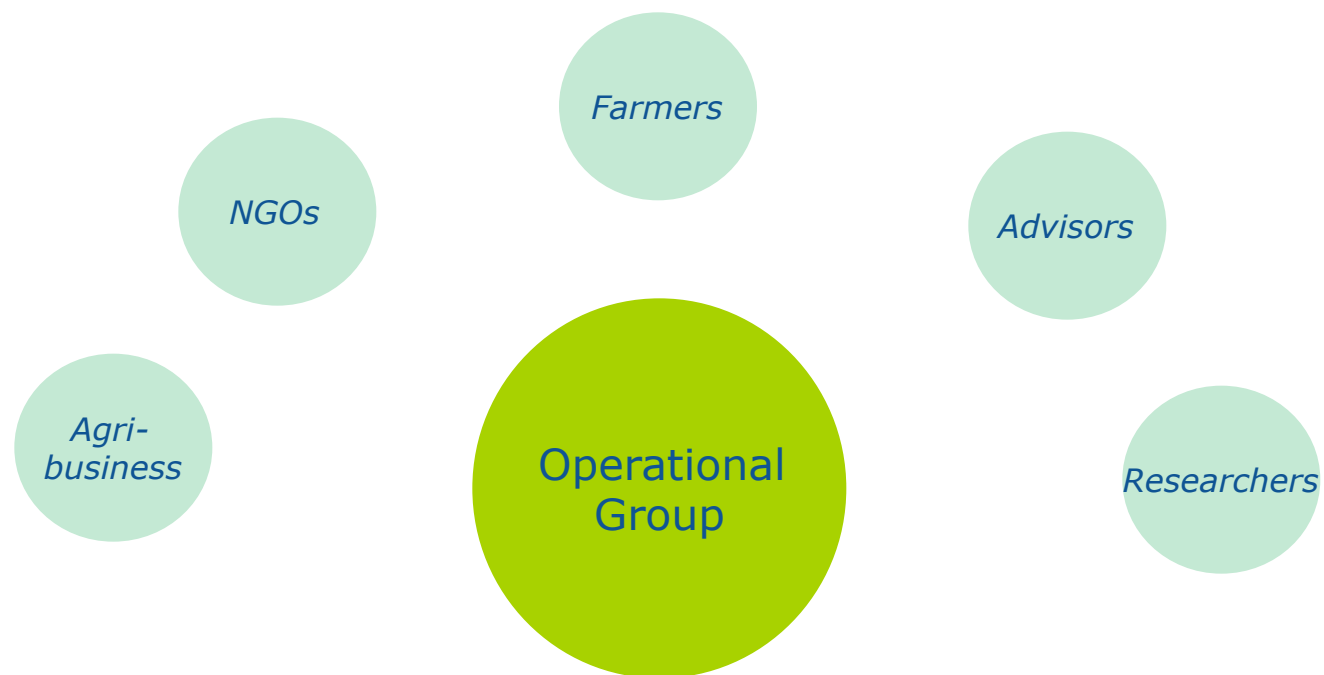 Farmers
NGOs
Advisors
Agri-
business
Operational
Group
Researchers